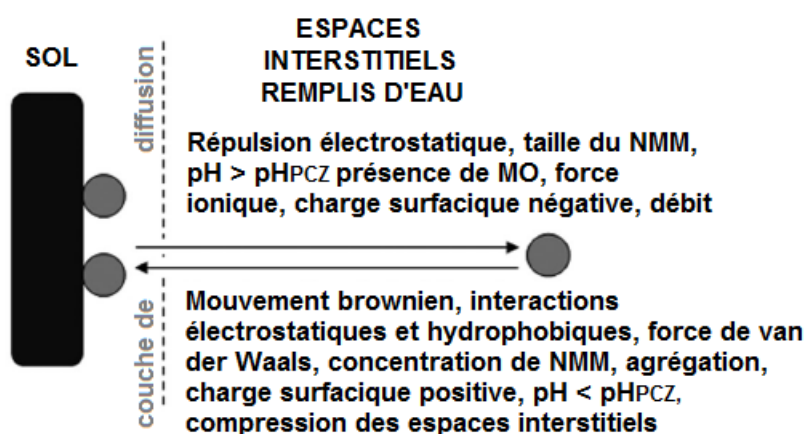 SOL
couche de diffusion
ESPACES
INTERSTITIELS
REMPLIS D'EAU
Répulsion électrostatique, taille du NMM,
pH > pHPCZ présence de MO, force
ionique, charge surfacique négative, débit
Mouvement brownien, interactions
électrostatiques et hydrophobiques, force de van
der Waals, concentration de NMM, agrégation,
charge surfacique positive, pH < pHPCZ,
compression des espaces interstitiels